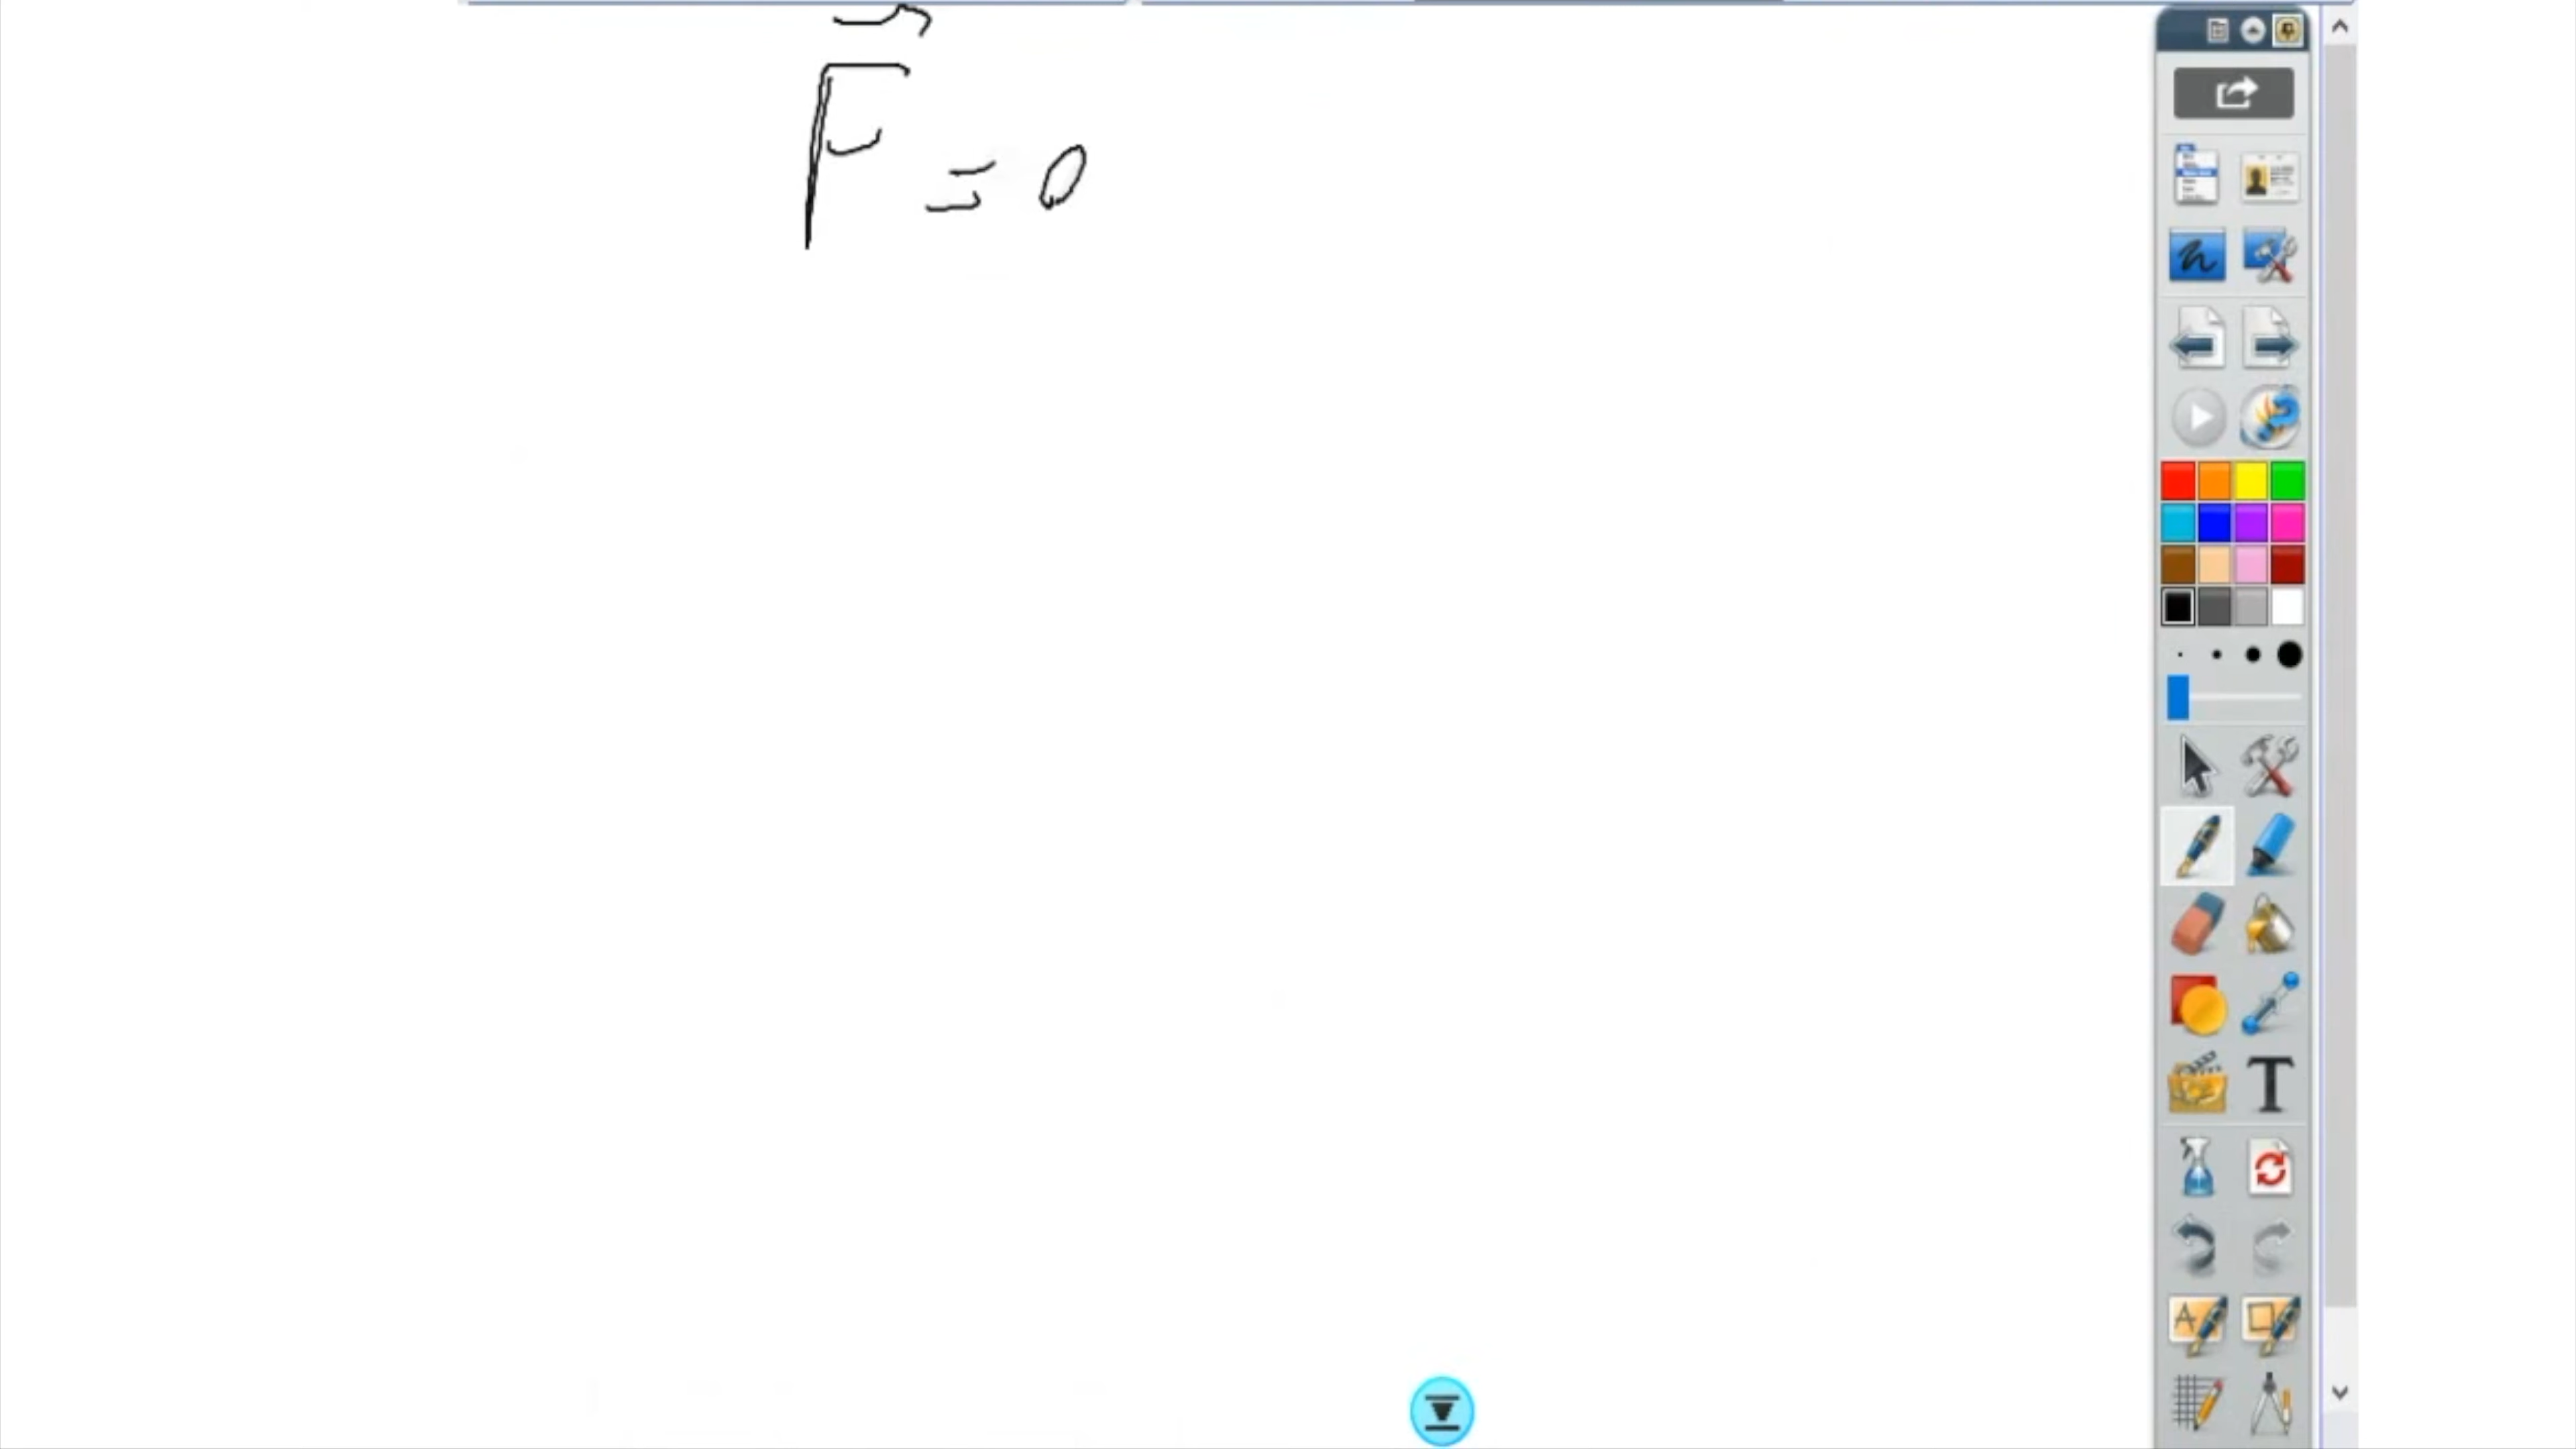 F⃗ = 0